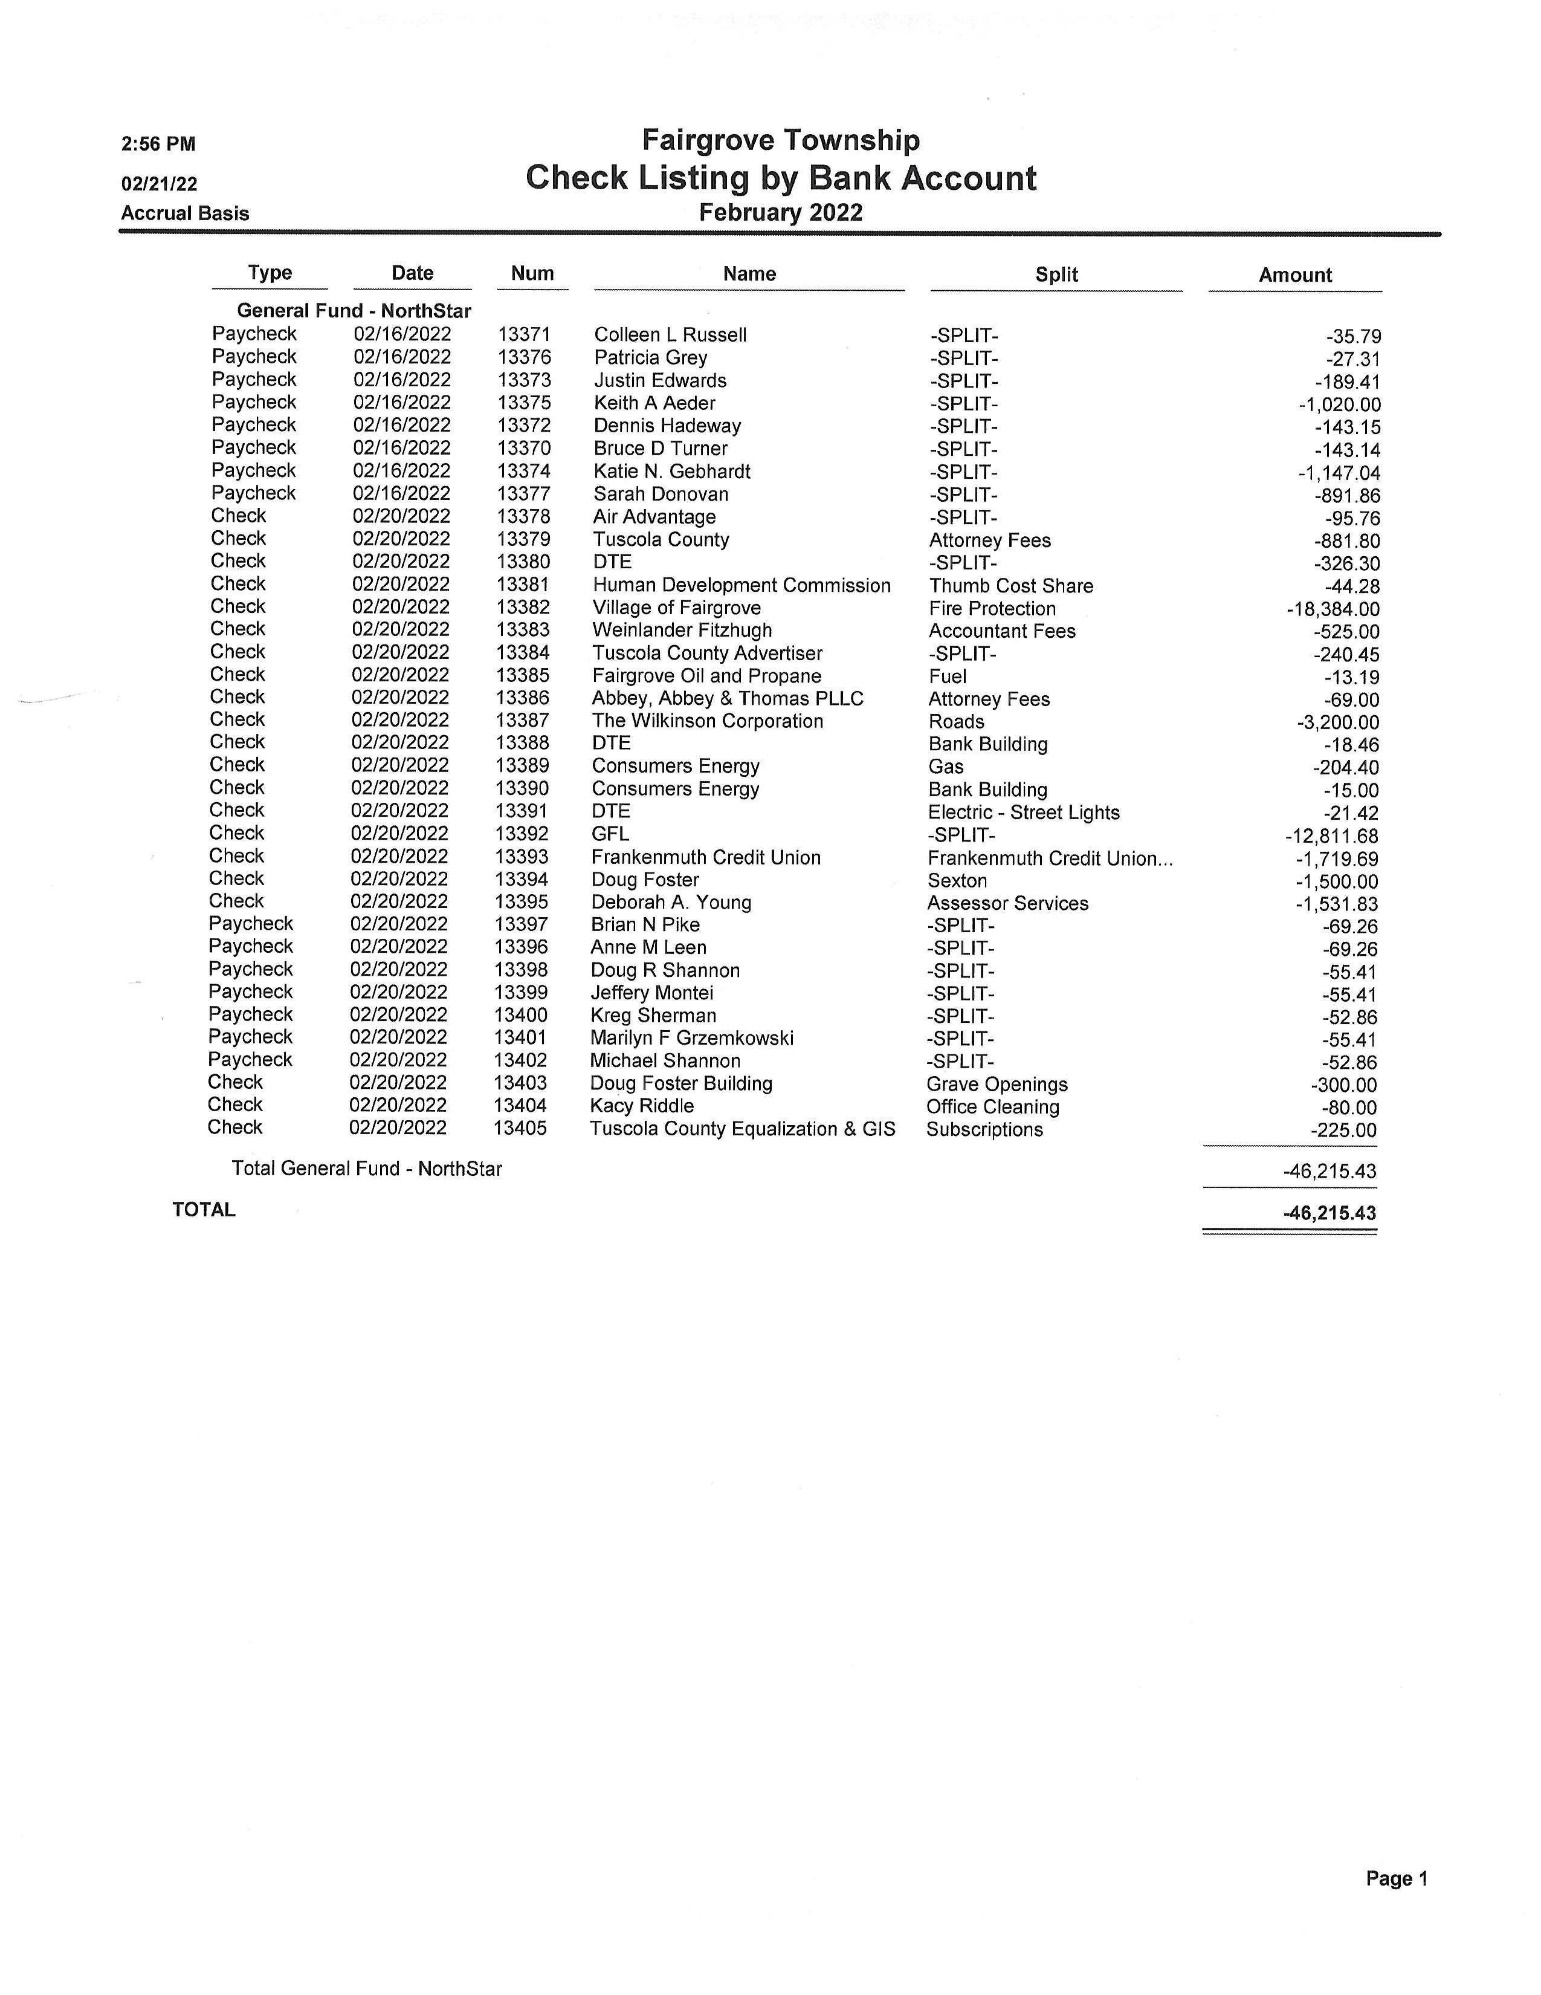 2:56 PM
Fairgrove Township
02/21/22
Check Listing by Bank Account
Accrual Basis
February 2022
Type Date Num Name Split Amount
General Fund - NorthStar
Paycheck 02/16/2022 13371 Colleen L Russell -SPLIT- -35.79
Paycheck 02/16/2022 13376 Patricia Grey -SPLIT- -27.31
Paycheck 02/16/2022 13373 Justin Edwards -SPLIT- -189.41
Paycheck 02/16/2022 13375 Keith A Aeder -SPLIT- -1,020.00
Paycheck 02/16/2022 13372 Dennis Hadeway -SPLIT- -143.15
Paycheck 02/16/2022 13370 Bruce D Turner -SPLIT- -143.14
Paycheck 02/16/2022 13374 Katie N. Gebhardt -SPLIT- -1,147.04
Paycheck 02/16/2022 13377 Sarah Donovan -SPLIT- -891.86
Check 02/20/2022 13378 Air Advantage -SPLIT- -95.76
Check 02/20/2022 13379 Tuscola County Attorney Fees -881.80
Check 02/20/2022 13380 DTE -SPLIT- -326.30
Check 02/20/2022 13381 Human Development Commission Thumb Cost Share -44.28
Check 02/20/2022 13382 Village of Fairgrove Fire Protection -18,384.00
Check 02/20/2022 13383 Weinlander Fitzhugh Accountant Fees -525.00
Check 02/20/2022 13384 Tuscola County Advertiser -SPLIT- -240.45
Check 02/20/2022 13385 Fairgrove Oil and Propane Fuel -13.19
Check 02/20/2022 13386 Abbey, Abbey & Thomas PLLC Attorney Fees -69.00
Check 02/20/2022 13387 The Wilkinson Corporation Roads -3,200.00
Check 02/20/2022 13388 DTE Bank Building -18.46
Check 02/20/2022 13389 Consumers Energy Gas -204.40
Check 02/20/2022 13390 Consumers Energy Bank Building -15.00
Check 02/20/2022 13391 DTE Electric - Street Lights -21.42
Check 02/20/2022 13392 GFL -SPLIT- -12,811.68
Check 02/20/2022 13393 Frankenmuth Credit Union Frankenmuth Credit Union... -1,719.69
Check 02/20/2022 13394 Doug Foster Sexton -1,500.00
Check 02/20/2022 13395 Deborah A. Young Assessor Services -1,531.83
Paycheck 02/20/2022 13397 Brian N Pike -SPLIT- -69.26
Paycheck 02/20/2022 13396 Anne M Leen -SPLIT- -69.26
Paycheck 02/20/2022 13398 Doug R Shannon -SPLIT- -55.41
Paycheck 02/20/2022 13399 Jeffery Montei -SPLIT- -55.41
Paycheck 02/20/2022 13400 Kreg Sherman -SPLIT- -52.86
Paycheck 02/20/2022 13401 Marilyn F Grzemkowski -SPLIT- -55.41
Paycheck 02/20/2022 13402 Michael Shannon -SPLIT- -52.86
Check 02/20/2022 13403 Doug Foster Building Grave Openings -300.00
Check 02/20/2022 13404 Kacy Riddle Office Cleaning -80.00
Check 02/20/2022 13405 Tuscola County Equalization & GIS Subscriptions -225.00
Total General Fund - NorthStar -46,215.43
TOTAL -46,215.43
Page 1